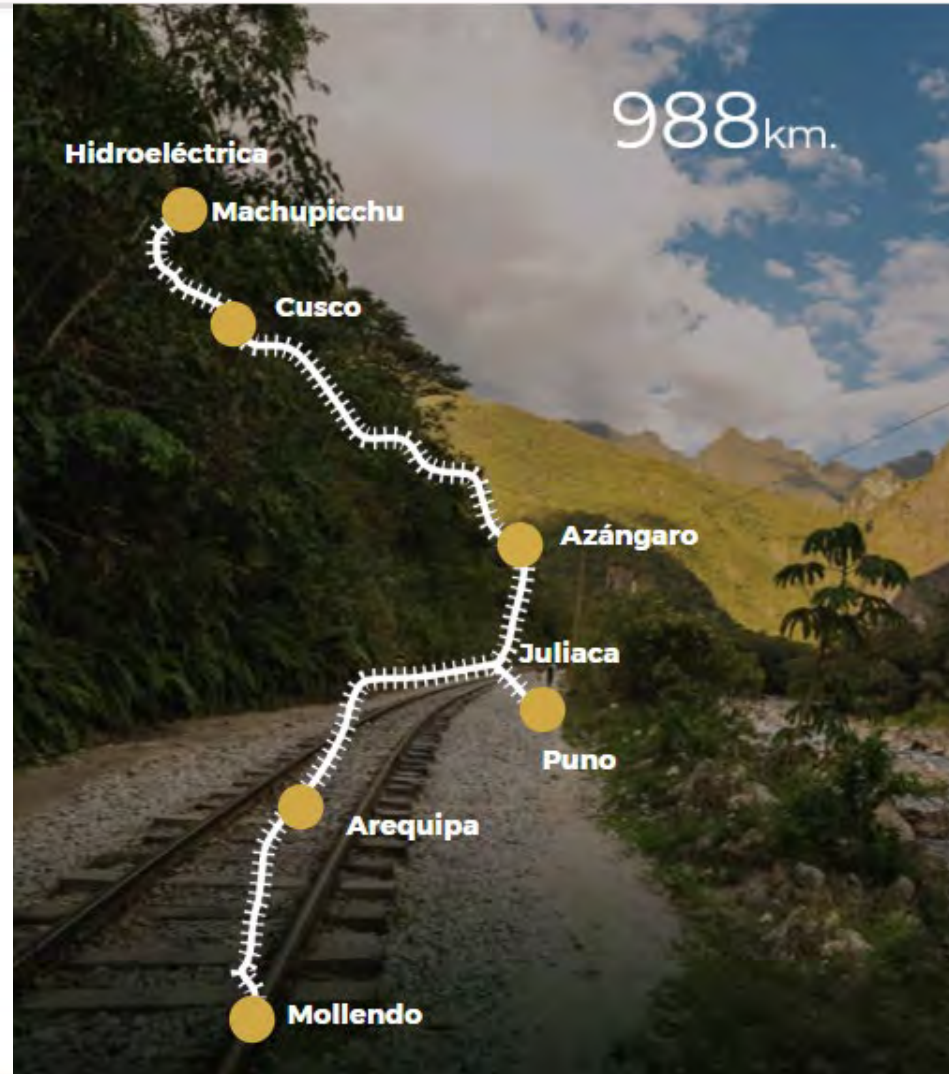 988km.
Hidroeléctrica
Machupicchu
Cusco
Azángaro
Juliaca
Puno
Arequipa
Mollendo